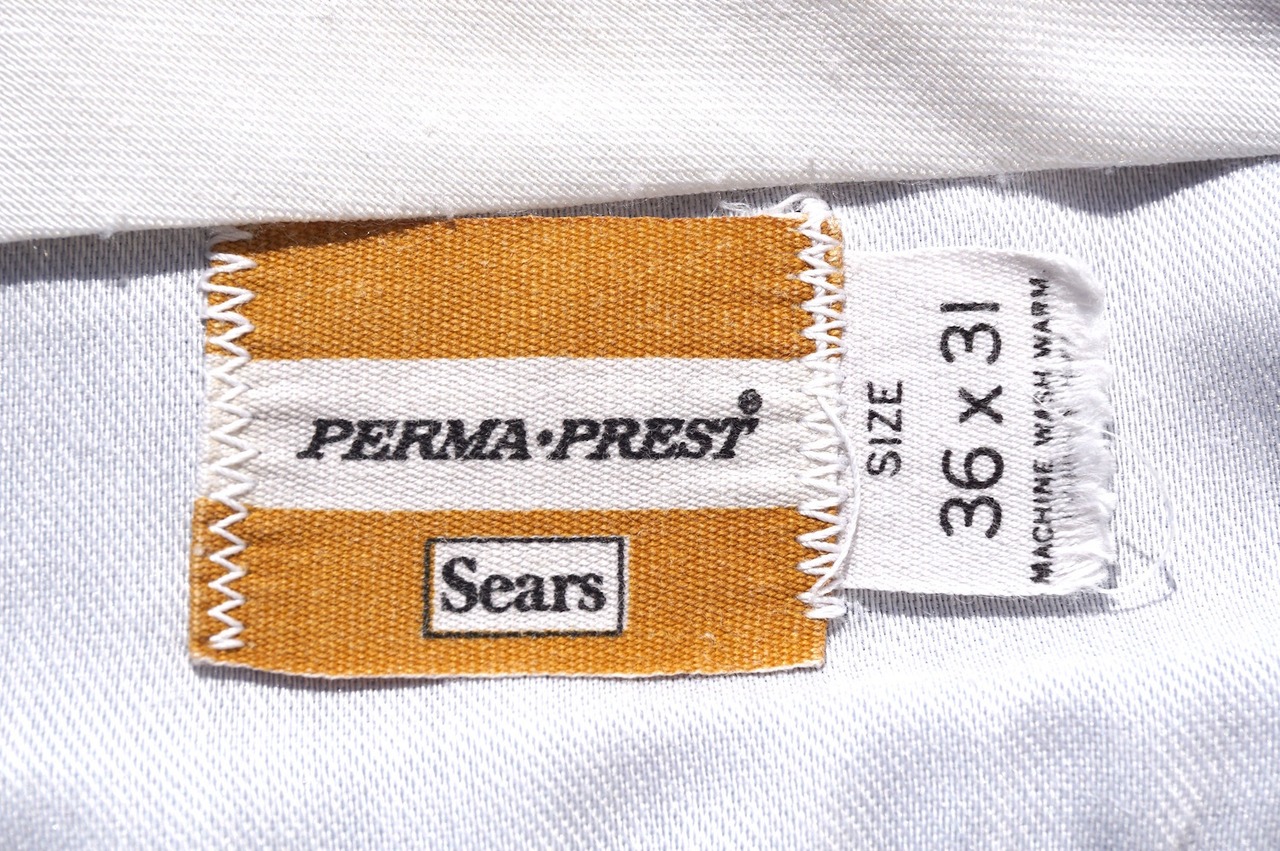 PERMA·PREST®
Sears
SIZE
36 x 31
MACHINE WASH WARM